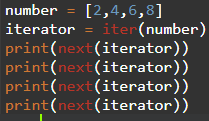 number = [2,4,6,8]
iterator = iter(number)
print(next(iterator))
print(next(iterator))
print(next(iterator))
print(next(iterator))